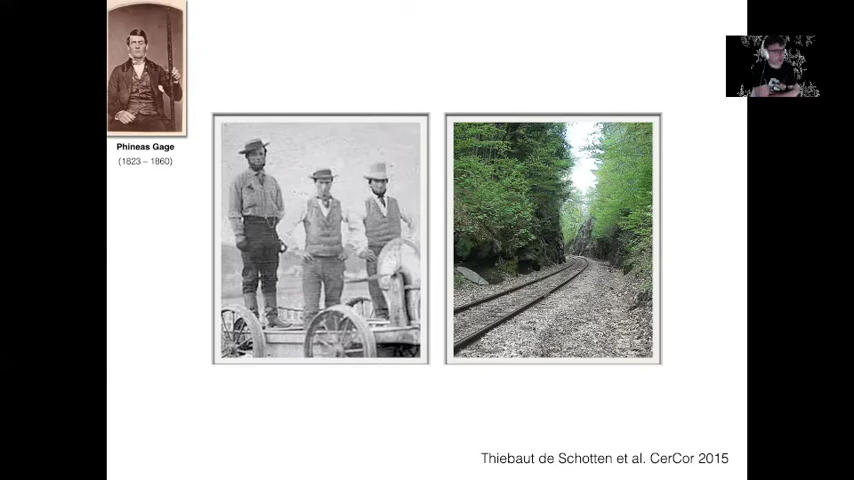 Phineas Gage
(1823 – 1860)
Thiebaut de Schotten et al. CerCor 2015